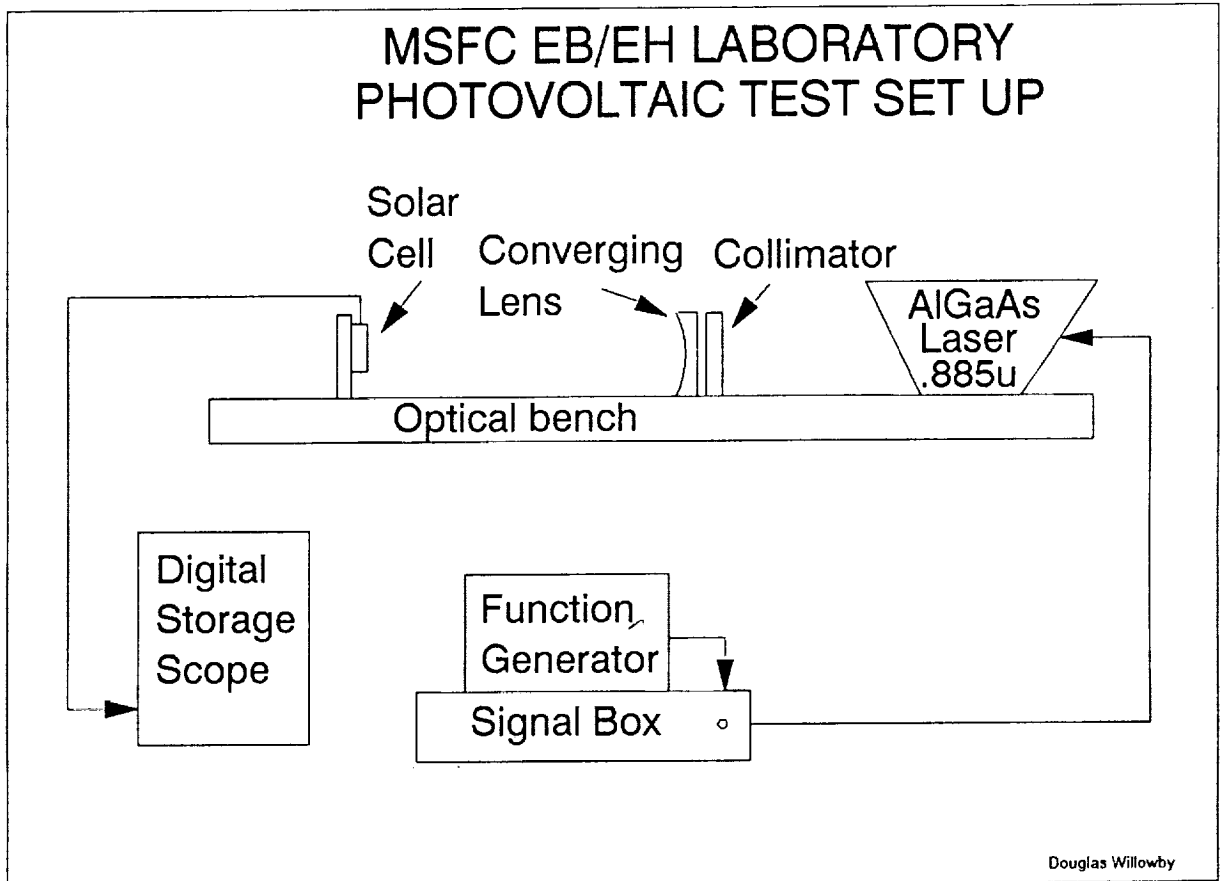 MSFC EB/EH LABORATORY
PHOTOVOLTAIC TEST SET UP
Solar
Cell
Converging
Lens
Collimator
AlGaAs
Laser
.885u
Optical bench
Digital
Storage
Scope
Function
Generator
Signal Box
Douglas Willowby